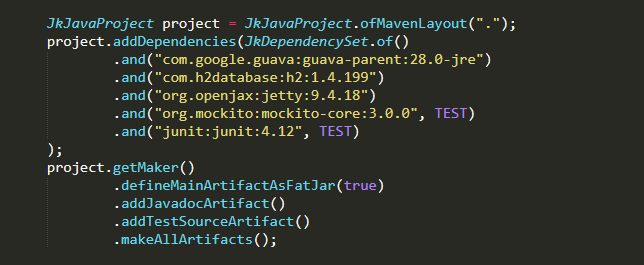 JkJavaProject project = JkJavaProject.ofMavenLayout(".");
project.addDependencies(JkDependencySet.of()
        .and("com.google.guava:guava-parent:28.0-jre")
        .and("com.h2database:h2:1.4.199")
        .and("org.openjax:jetty:9.4.18")
        .and("org.mockito:mockito-core:3.0.0", TEST)
        .and("junit:junit:4.12", TEST)
);
project.getMaker()
        .defineMainArtifactAsFatJar(true)
        .addJavadocArtifact()
        .addTestSourceArtifact()
        .makeAllArtifacts();